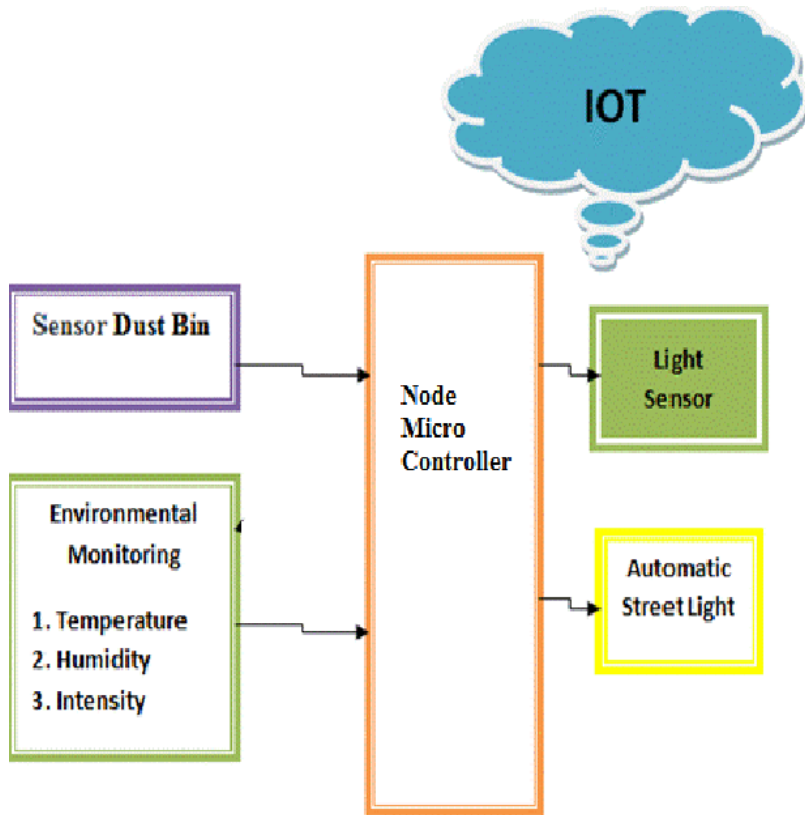 IOT
Sensor Dust Bin
Node
Micro
Controller
Light
Sensor
Environmental
Monitoring
1. Temperature
2. Humidity
3. Intensity
Automatic
Street Light